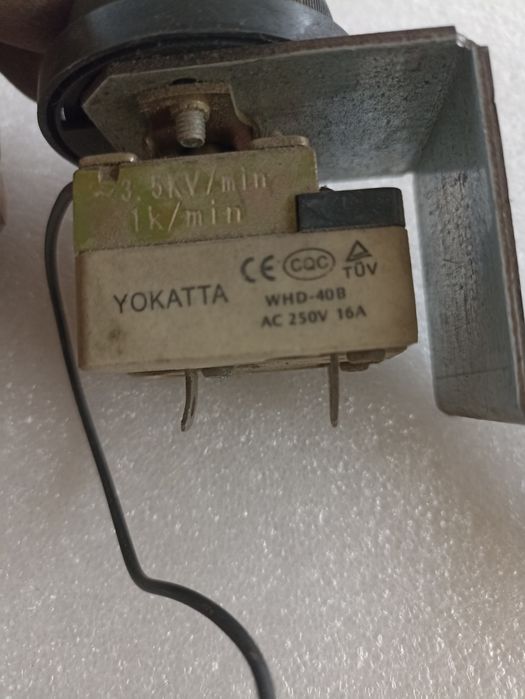 ~3.5KV/min
1k/min
CE CQC TÜV
YOKATTA
WHD-40B
AC 250V 16A